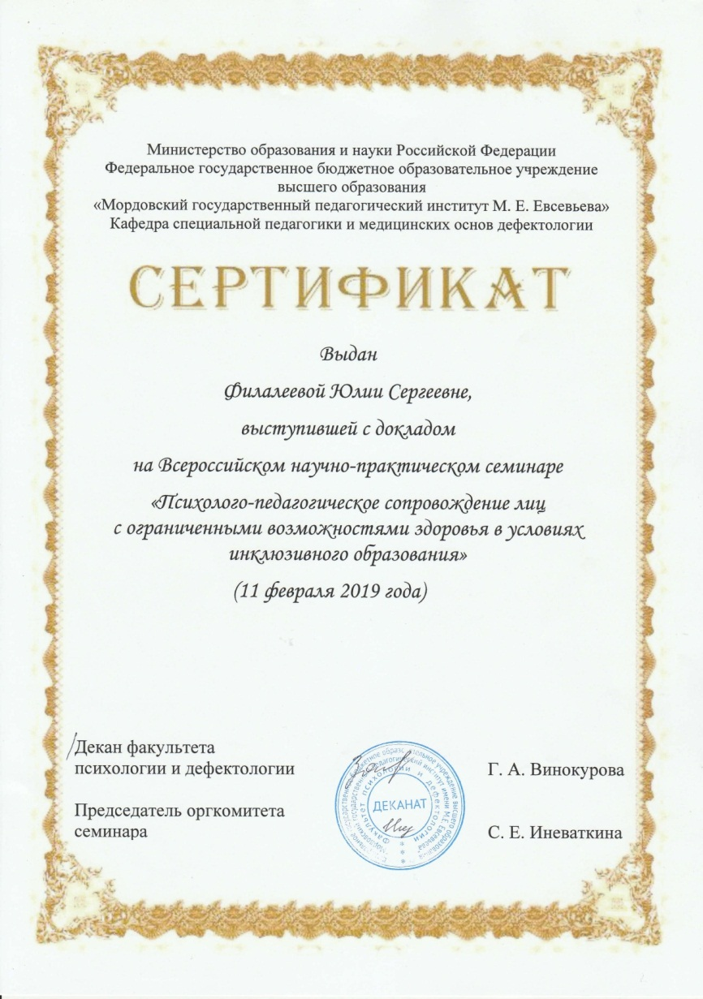 Министерство образования и науки Российской Федерации
Федеральное государственное бюджетное образовательное учреждение
высшего образования
«Мордовский государственный педагогический институт М. Е. Евсевьева»
Кафедра специальной педагогики и медицинских основ дефектологии
СЕРТИФИКАТ
Выдан
Филалеевой Юлии Сергеевне,
выступившей с докладом
на Всероссийском научно-практическом семинаре
«Психолого-педагогическое сопровождение лиц
с ограниченными возможностями здоровья в условиях
инклюзивного образования»
(11 февраля 2019 года)
/Декан факультета
психологии и дефектологии
Г. А. Винокурова
Председатель оргкомитета
семинара
С. Е. Иневаткина
ДЕКАНАТ
Факультет психологии и дефектологии